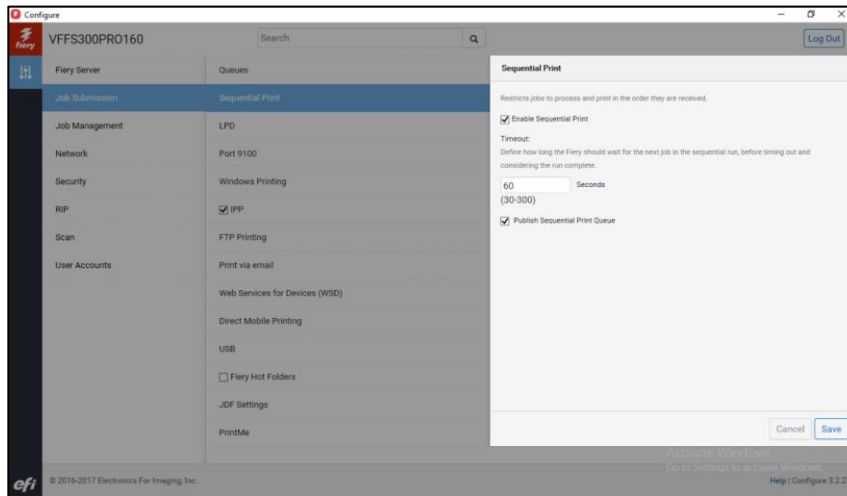 Configure
fiery
VFFS300PRO160
Search
Log Out
Fiery Server
Job Submission
Job Management
Network
Security
RIP
Scan
User Accounts
Queues
Sequential Print
LPD
Port 9100
Windows Printing
IPP
FTP Printing
Print via email
Web Services for Devices (WSD)
Direct Mobile Printing
USB
Fiery Hot Folders
JDF Settings
PrintMe
Sequential Print
Restricts jobs to process and print in the order they are received.
Enable Sequential Print
Timeout:
Define how long the Fiery should wait for the next job in the sequential run, before timing out and
considering the run complete.
60 Seconds
(30-300)
Publish Sequential Print Queue
Cancel Save
Activate Windows
Go to Settings to activate Windows.
efi
© 2016-2017 Electronics For Imaging, Inc.
Help | Configure 3.2.2